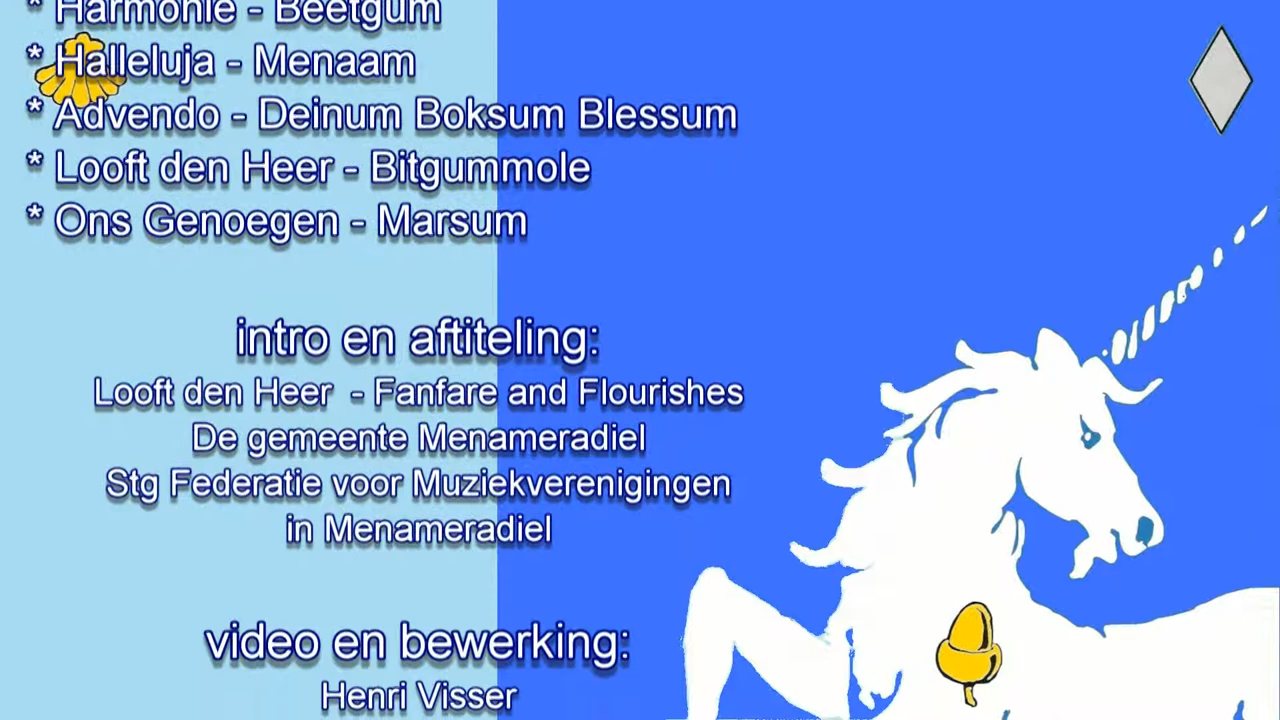 * Harmonie - Beetgum
* Halleluja - Menaam
* Advendo - Deinum Boksum Blessum
* Looft den Heer - Bitgummole
* Ons Genoegen - Marsum
intro en aftiteling:
Looft den Heer - Fanfare and Flourishes
De gemeente Menameradiel
Stg Federatie voor Muziekverenigingen
in Menameradiel
video en bewerking:
Henri Visser